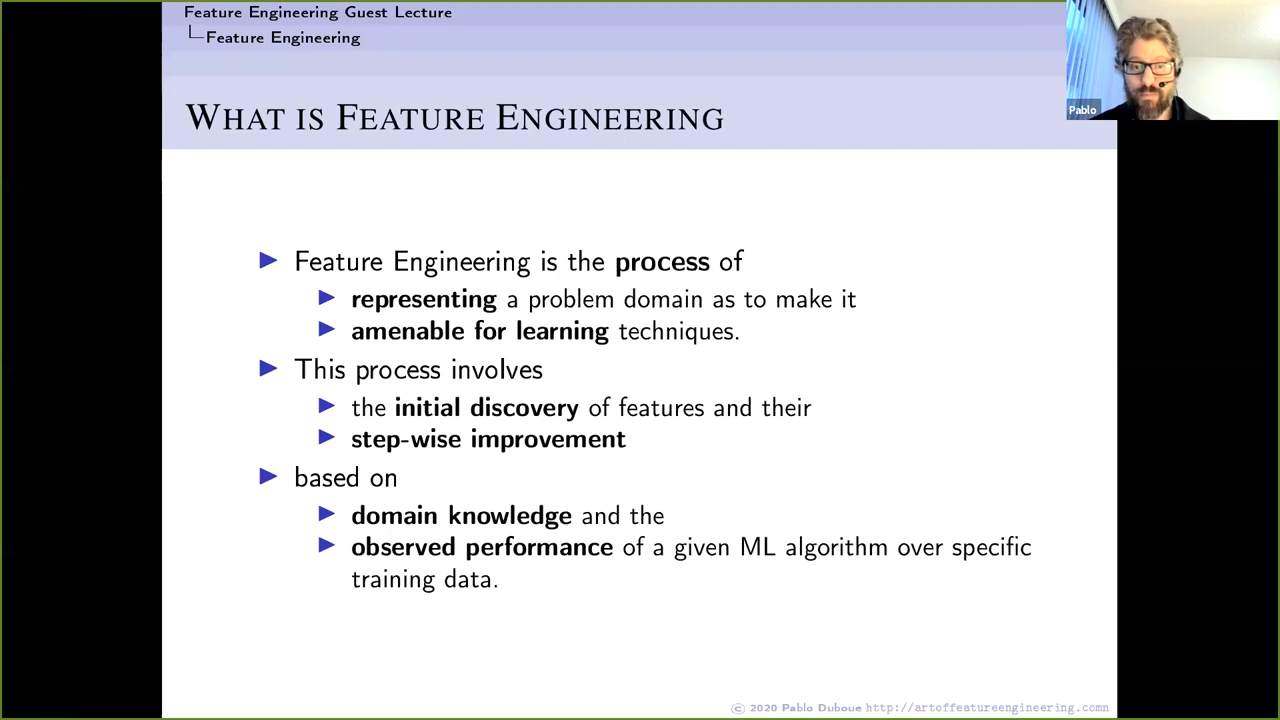 Feature Engineering Guest Lecture
Feature Engineering
WHAT IS FEATURE ENGINEERING
Pablo
Feature Engineering is the process of
representing a problem domain as to make it
amenable for learning techniques.
This process involves
the initial discovery of features and their
step-wise improvement
based on
domain knowledge and the
observed performance of a given ML algorithm over specific
training data.
© 2020 Pablo Duboue http://artoffeatureengineering.comn